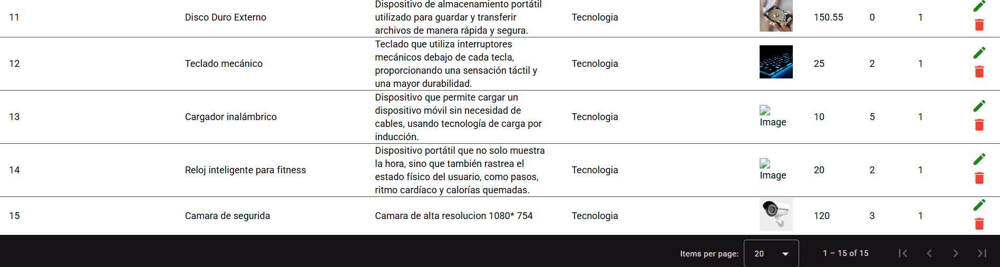 Dispositivo de almacenamiento portátil
11 Disco Duro Externo utilizado para guardar y transferir Tecnologia 150.55 0 1
archivos de manera rápida y segura.
Teclado que utiliza interruptores
mecánicos debajo de cada tecla,
12 Teclado mecánico Tecnologia 25 2 1
proporcionando una sensación táctil y
una mayor durabilidad.
Dispositivo que permite cargar un
dispositivo móvil sin necesidad de
13 Cargador inalámbrico Tecnologia Image 10 5 1
cables, usando tecnología de carga por
inducción.
Dispositivo portátil que no solo muestra
la hora, sino que también rastrea el
14 Reloj inteligente para fitness Tecnologia Image 20 2 1
estado físico del usuario, como pasos,
ritmo cardíaco y calorías quemadas.
15 Camara de segurida Camara de alta resolucion 1080* 754 Tecnologia 120 3 1
Items per page: 20 1 – 15 of 15